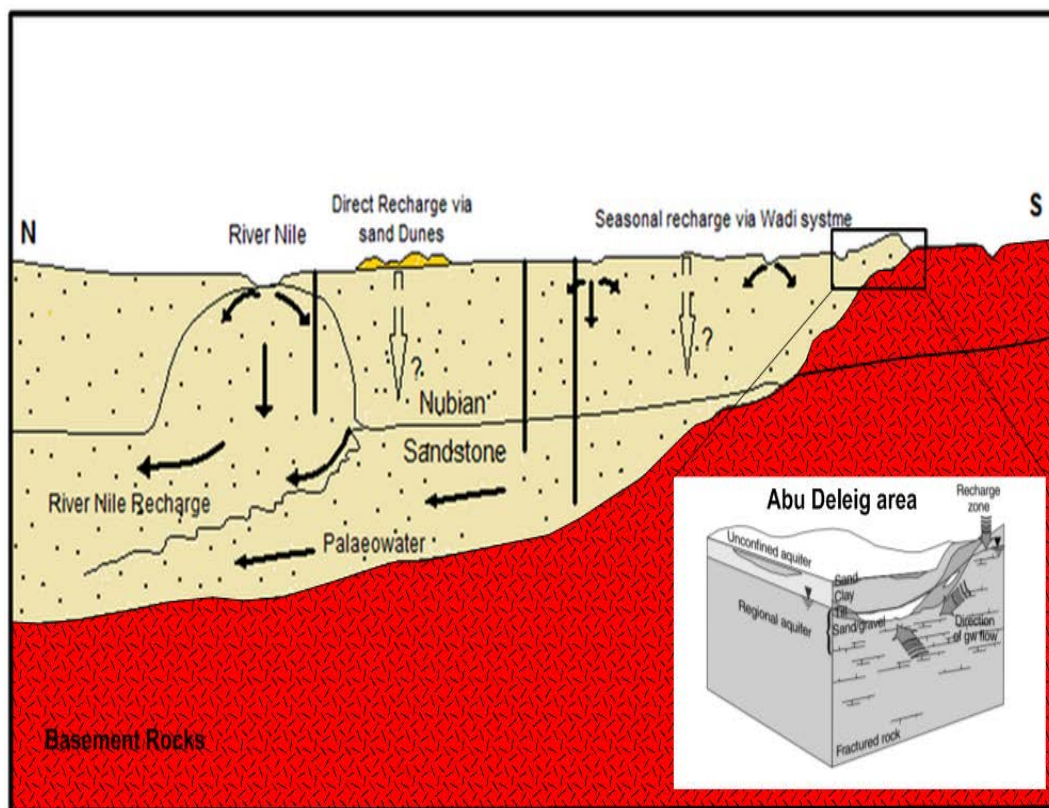 N
S
River Nile
Direct Recharge via
sand Dunes
Seasonal recharge via Wadi systme
?
?
Nubian
Sandstone
River Nile Recharge
Palaeowater
Basement Rocks
Abu Deleig area
Recharge
zone
Unconfined aquifer
Sand
Clay
Till
Sand/gravel
Regional aquifer
Direction
of gw flow
Fractured rock